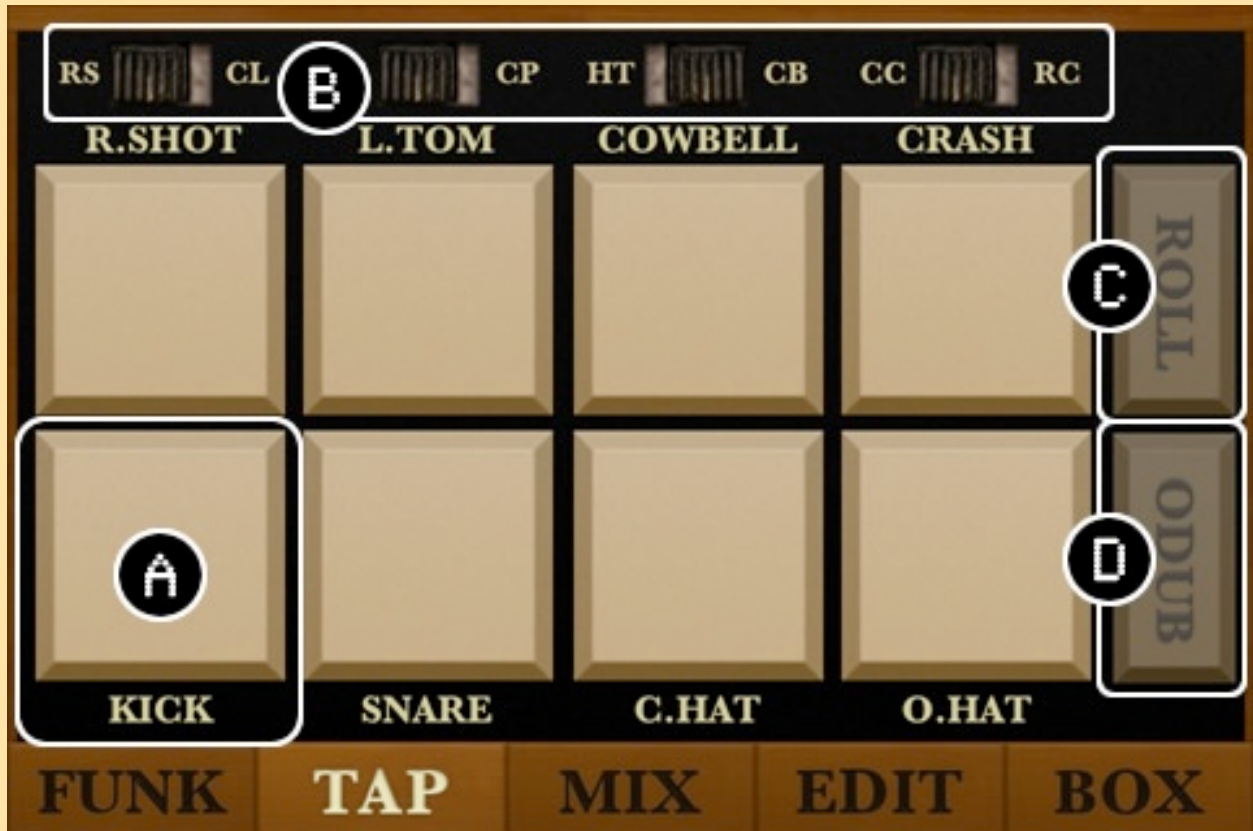 RS CL B CP HT CB CC RC
R.SHOT L.TOM COWBELL CRASH
ROLL
C
A
D
ODUB
KICK SNARE C.HAT O.HAT
FUNK TAP MIX EDIT BOX